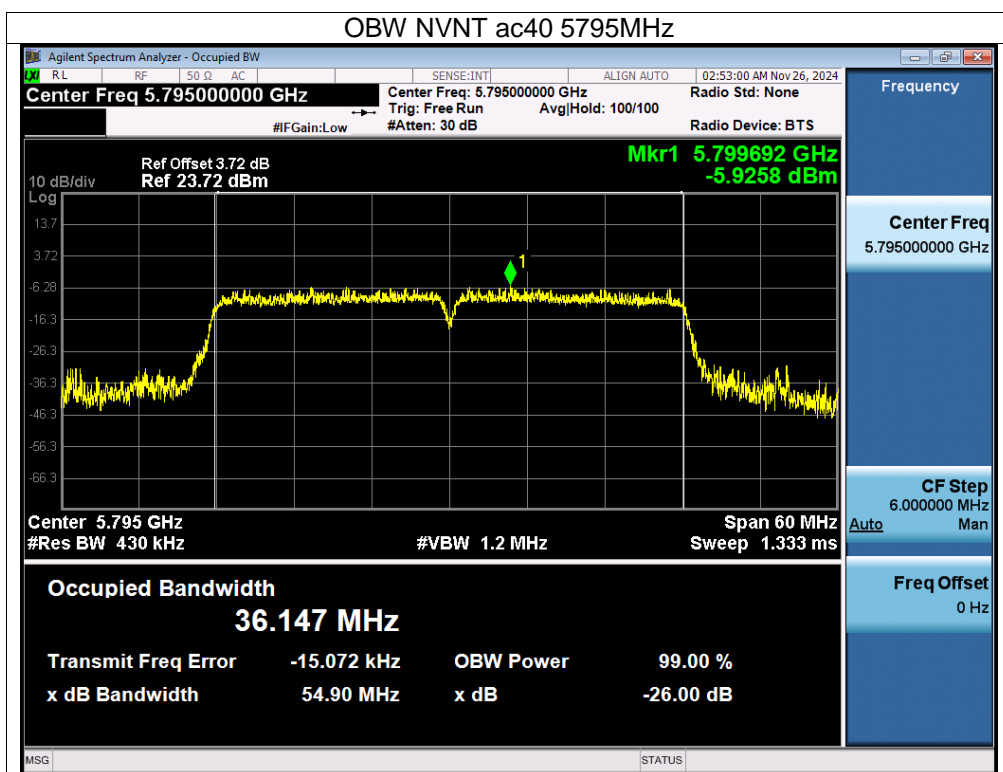 OBW NVNT ac40 5795MHz
Agilent Spectrum Analyzer - Occupied BW
LXI RL RF 50 Ω AC SENSE:INT ALIGN AUTO 02:53:00 AM Nov 26, 2024
Center Freq 5.795000000 GHz
Center Freq: 5.795000000 GHz
Radio Std: None
Trig: Free Run Avg|Hold: 100/100
#IFGain:Low #Atten: 30 dB Radio Device: BTS
Ref Offset 3.72 dB
10 dB/div Ref 23.72 dBm
Mkr1 5.799692 GHz
-5.9258 dBm
Log
13.7
3.72
-6.28
-16.3
-26.3
-36.3
-46.3
-56.3
-66.3
1
Center 5.795 GHz Span 60 MHz
#Res BW 430 kHz #VBW 1.2 MHz Sweep 1.333 ms
Occupied Bandwidth
36.147 MHz
Transmit Freq Error -15.072 kHz OBW Power 99.00 %
x dB Bandwidth 54.90 MHz x dB -26.00 dB
Frequency
Center Freq
5.795000000 GHz
CF Step
6.000000 MHz
Auto Man
Freq Offset
0 Hz
MSG STATUS